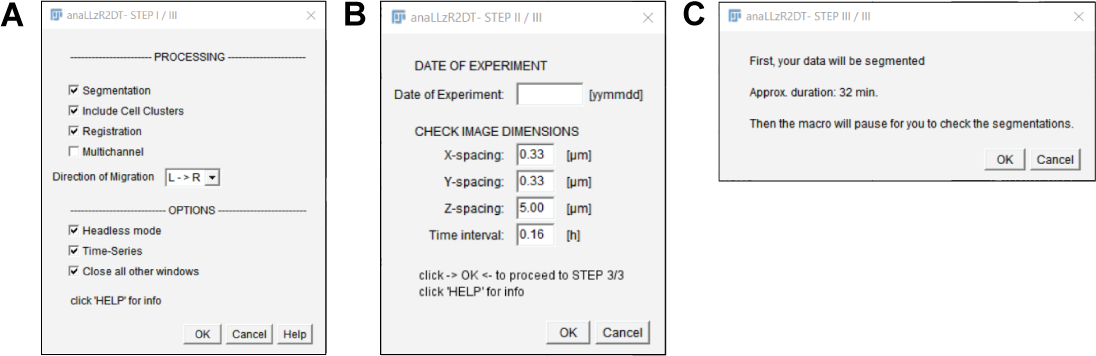 A
anaLLzR2DT- STEP I / III
PROCESSING
Segmentation
Include Cell Clusters
Registration
Multichannel
Direction of Migration L -> R
OPTIONS
Headless mode
Time-Series
Close all other windows
click 'HELP' for info
OK Cancel Help
B
anaLLzR2DT- STEP II / III
DATE OF EXPERIMENT
Date of Experiment: [yymmdd]
CHECK IMAGE DIMENSIONS
X-spacing: 0.33 [µm]
Y-spacing: 0.33 [µm]
Z-spacing: 5.00 [µm]
Time interval: 0.16 [h]
click -> OK <- to proceed to STEP 3/3
click 'HELP' for info
OK Cancel
C
anaLLzR2DT- STEP III / III
First, your data will be segmented
Approx. duration: 32 min.
Then the macro will pause for you to check the segmentations.
OK Cancel